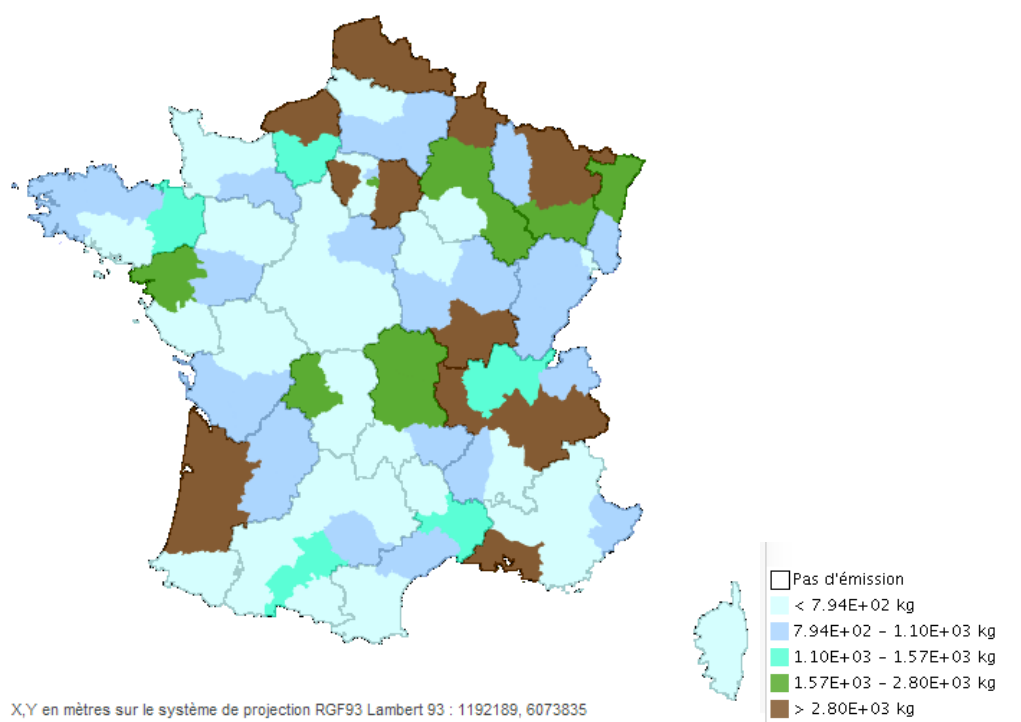 Pas d'émission
< 7.94E+02 kg
7.94E+02 - 1.10E+03 kg
1.10E+03 - 1.57E+03 kg
1.57E+03 - 2.80E+03 kg
> 2.80E+03 kg
X,Y en mètres sur le système de projection RGF93 Lambert 93 : 1192189, 6073835